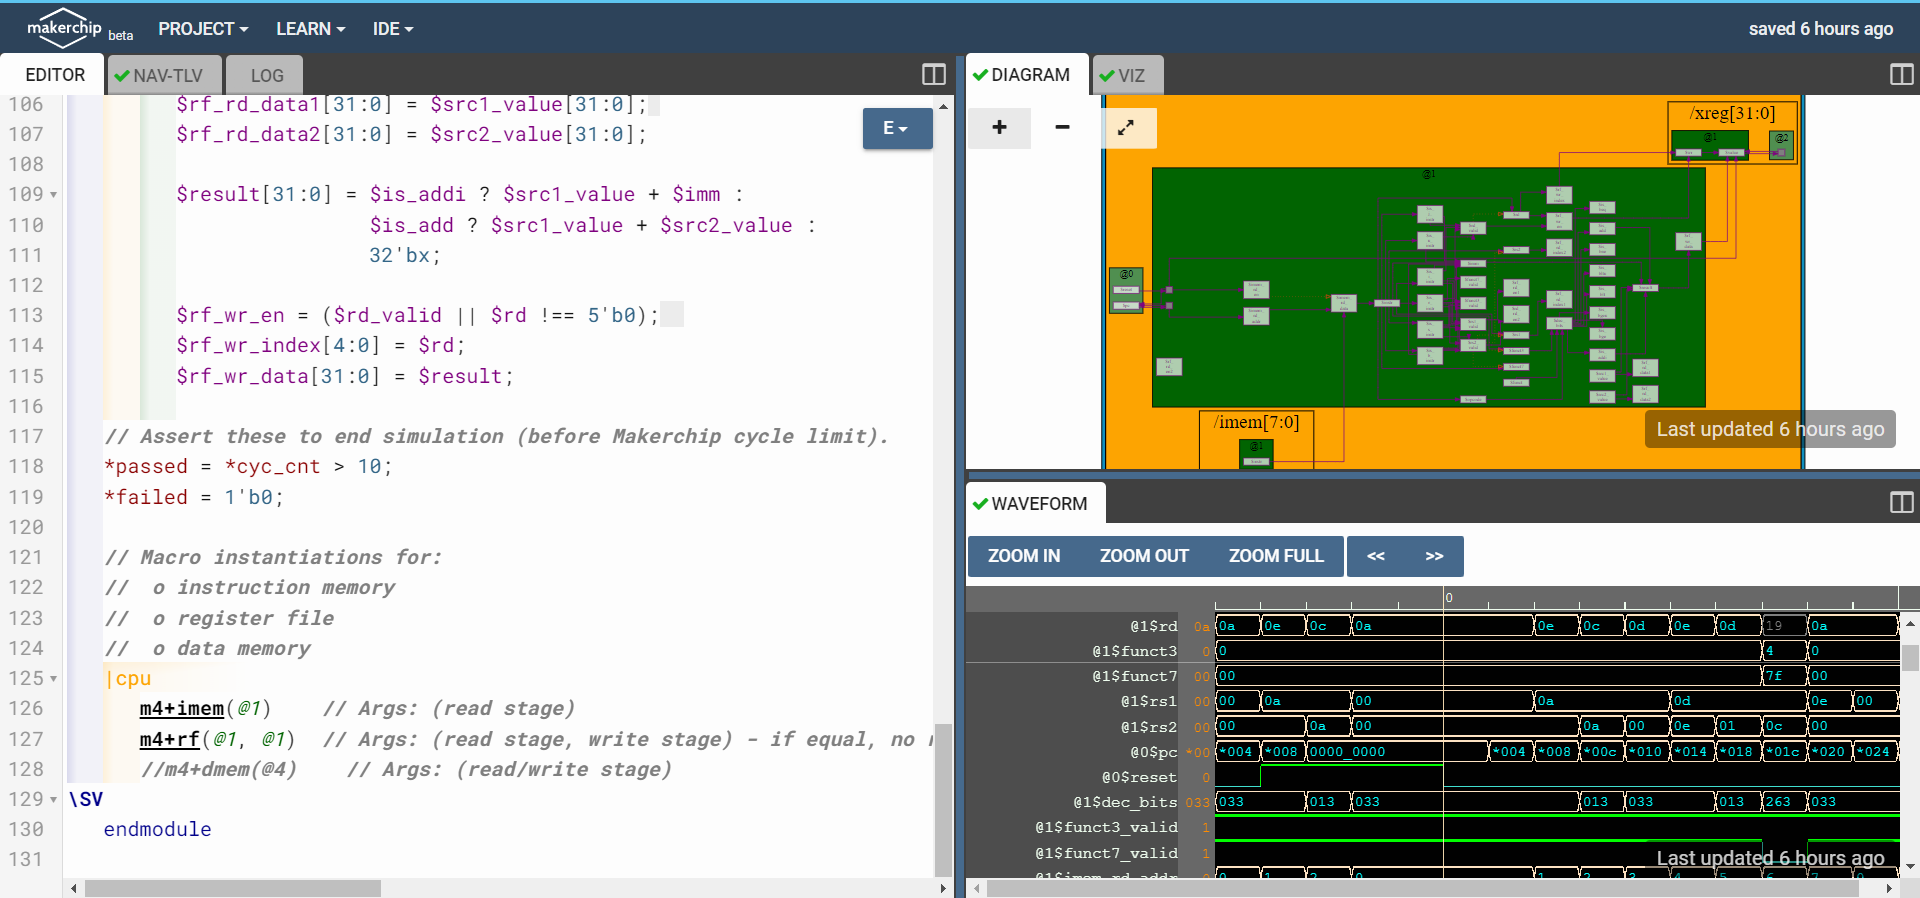 makerchip beta PROJECT LEARN IDE saved 6 hours ago
EDITOR NAV-TLV LOG
106 $rf_rd_data1[31:0] = $src1_value[31:0];
107 $rf_rd_data2[31:0] = $src2_value[31:0];
108
109 $result[31:0] = $is_addi ? $src1_value + $imm :
110 $is_add ? $src1_value + $src2_value :
111 32'bx;
112
113 $rf_wr_en = ($rd_valid || $rd !== 5'b0);
114 $rf_wr_index[4:0] = $rd;
115 $rf_wr_data[31:0] = $result;
116
117 // Assert these to end simulation (before Makerchip cycle limit).
118 *passed = *cyc_cnt > 10;
119 *failed = 1'b0;
120
121 // Macro instantiations for:
122 // o instruction memory
123 // o register file
124 // o data memory
125 |cpu
126 m4+imem(@1) // Args: (read stage)
127 m4+rf(@1, @1) // Args: (read stage, write stage) - if equal, no r
128 //m4+dmem(@4) // Args: (read/write stage)
129 \SV
130 endmodule
131
E
DIAGRAM VIZ
+ −
/xreg[31:0]
@1 @2
@1
@0
/imem[7:0]
@1
Last updated 6 hours ago
WAVEFORM
ZOOM IN ZOOM OUT ZOOM FULL << >>
0
@1$rd 0a 0a 0e 0c 0a 0e 0c 0d 0e 0d 19 0a
@1$funct3 0 0 4 0
@1$funct7 00 00 7f 00
@1$rs1 00 00 0a 00 0a 0d 0e 00
@1$rs2 00 00 0a 00 0a 00 0e 01 0c 00
@0$pc *00 *004 *008 0000_0000 *004 *008 *00c *010 *014 *018 *01c *020 *024
@0$reset 0
@1$dec_bits 033 033 013 033 013 033 013 263 033
@1$funct3_valid 1
@1$funct7_valid 1
Last updated 6 hours ago
@1$imem_rd_addr